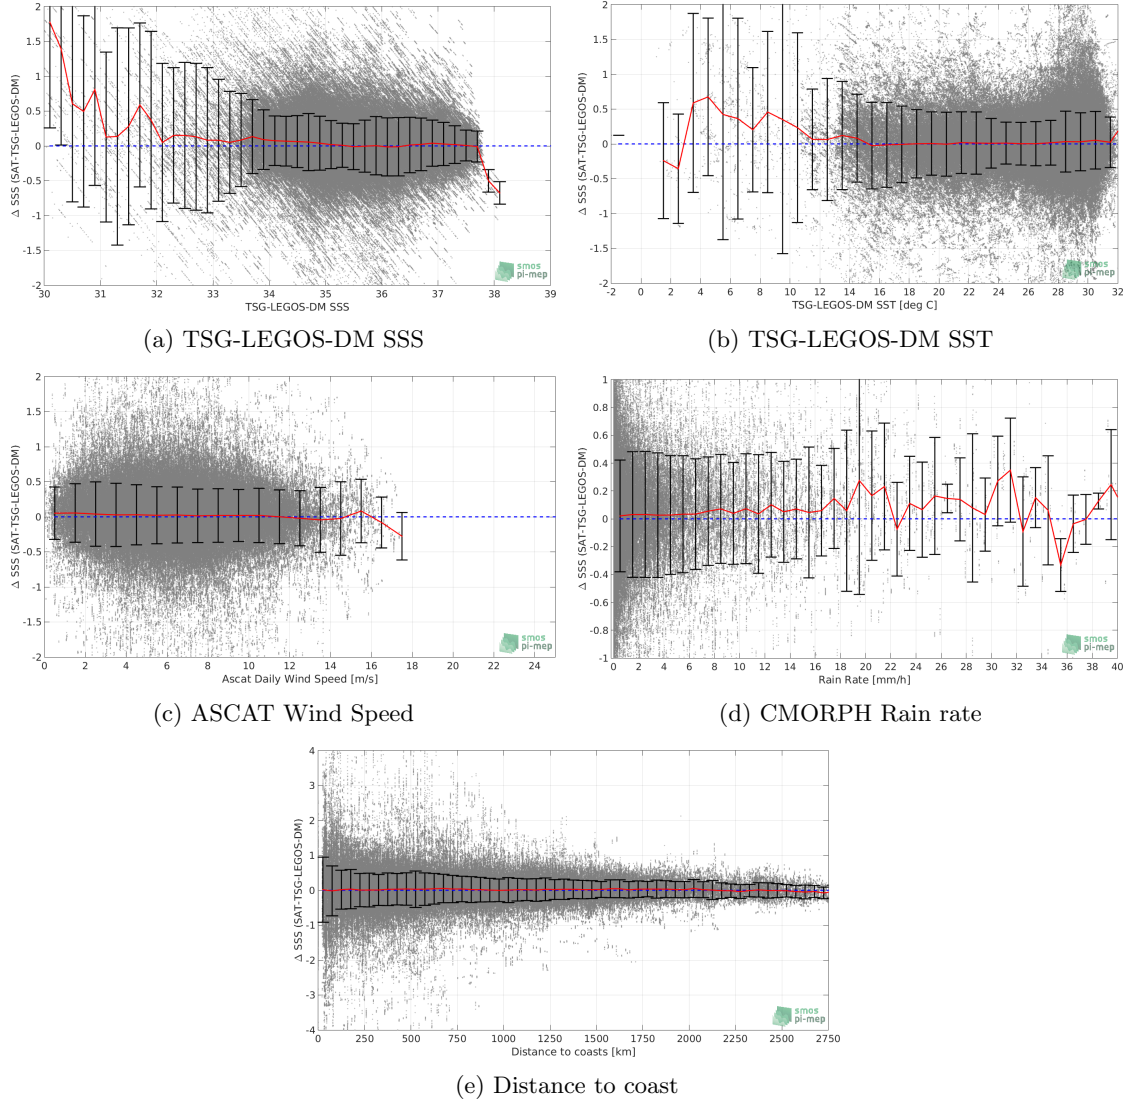 Δ SSS (SAT-TSG-LEGOS-DM)
2
1.5
1
0.5
0
-0.5
-1
-1.5
-2
30 31 32 33 34 35 36 37 38 39
TSG-LEGOS-DM SSS
smos
pi-mep
(a) TSG-LEGOS-DM SSS
Δ SSS (SAT-TSG-LEGOS-DM)
2
1.5
1
0.5
0
-0.5
-1
-1.5
-2
-2 0 2 4 6 8 10 12 14 16 18 20 22 24 26 28 30 32
TSG-LEGOS-DM SST [deg C]
smos
pi-mep
(b) TSG-LEGOS-DM SST
Δ SSS (SAT-TSG-LEGOS-DM)
2
1.5
1
0.5
0
-0.5
-1
-1.5
-2
0 2 4 6 8 10 12 14 16 18 20 22 24
Ascat Daily Wind Speed [m/s]
smos
pi-mep
(c) ASCAT Wind Speed
Δ SSS (SAT-TSG-LEGOS-DM)
1
0.8
0.6
0.4
0.2
0
-0.2
-0.4
-0.6
-0.8
-1
0 2 4 6 8 10 12 14 16 18 20 22 24 26 28 30 32 34 36 38 40
Rain Rate [mm/h]
smos
pi-mep
(d) CMORPH Rain rate
Δ SSS (SAT-TSG-LEGOS-DM)
4
3
2
1
0
-1
-2
-3
-4
0 250 500 750 1000 1250 1500 1750 2000 2250 2500 2750
Distance to coasts [km]
smos
pi-mep
(e) Distance to coast